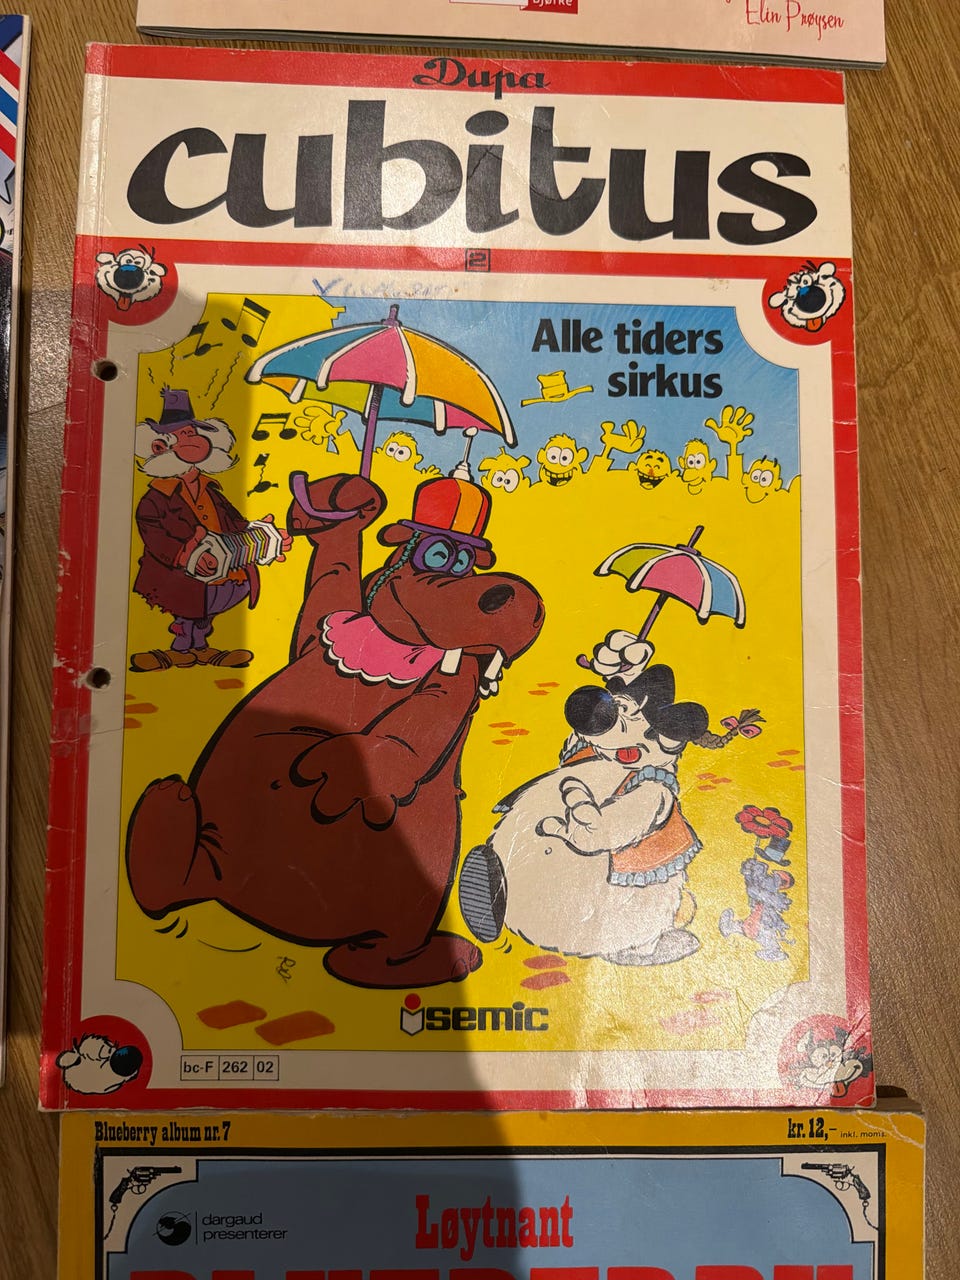 bjørke
Elin Prøysen
Dupa
cubitus
2
Alle tiders
sirkus
semic
bc-F 262 02
Blueberry album nr. 7
kr. 12,- inkl. moms.
dargaud
presenterer
Løytnant